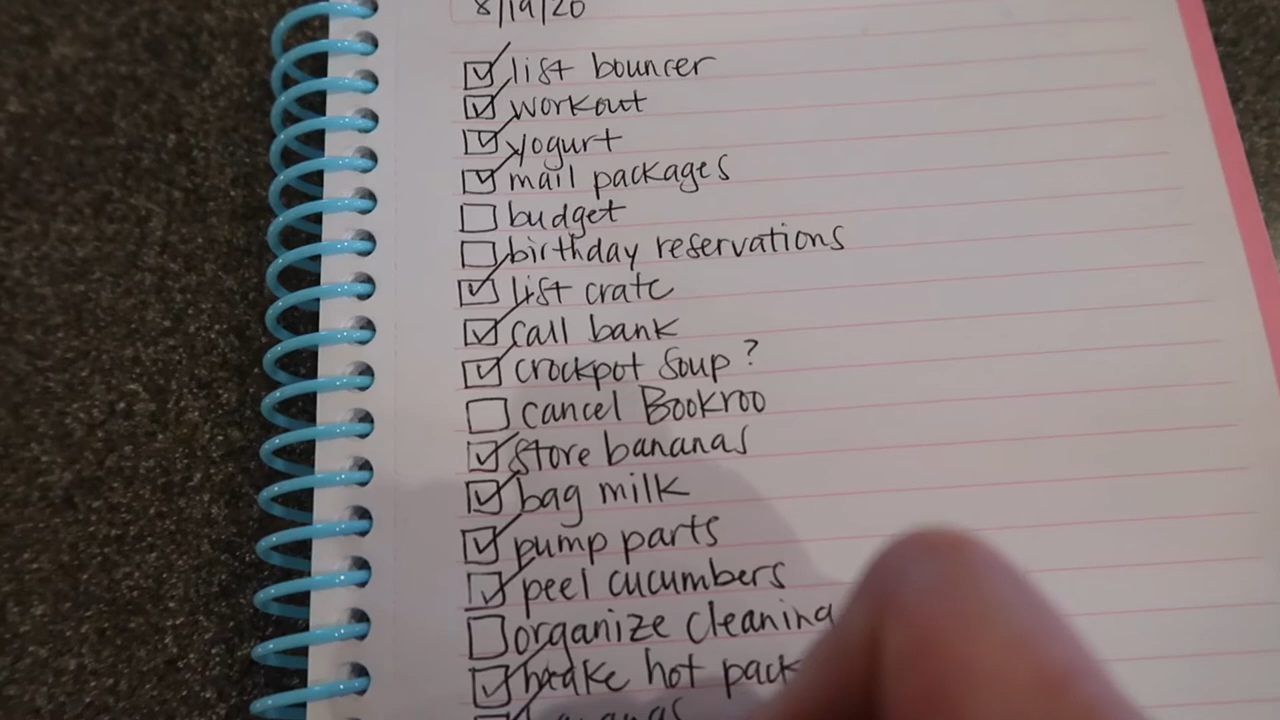 8/19/20
☑ list bouncer
☑ workout
☑ yogurt
☑ mail packages
☐ budget
☐ birthday reservations
☑ list crate
☑ call bank
☑ crockpot soup?
☐ cancel Bookroo
☑ store bananas
☑ bag milk
☑ pump parts
☑ peel cucumbers
☐ organize cleaning
☑ hot pack